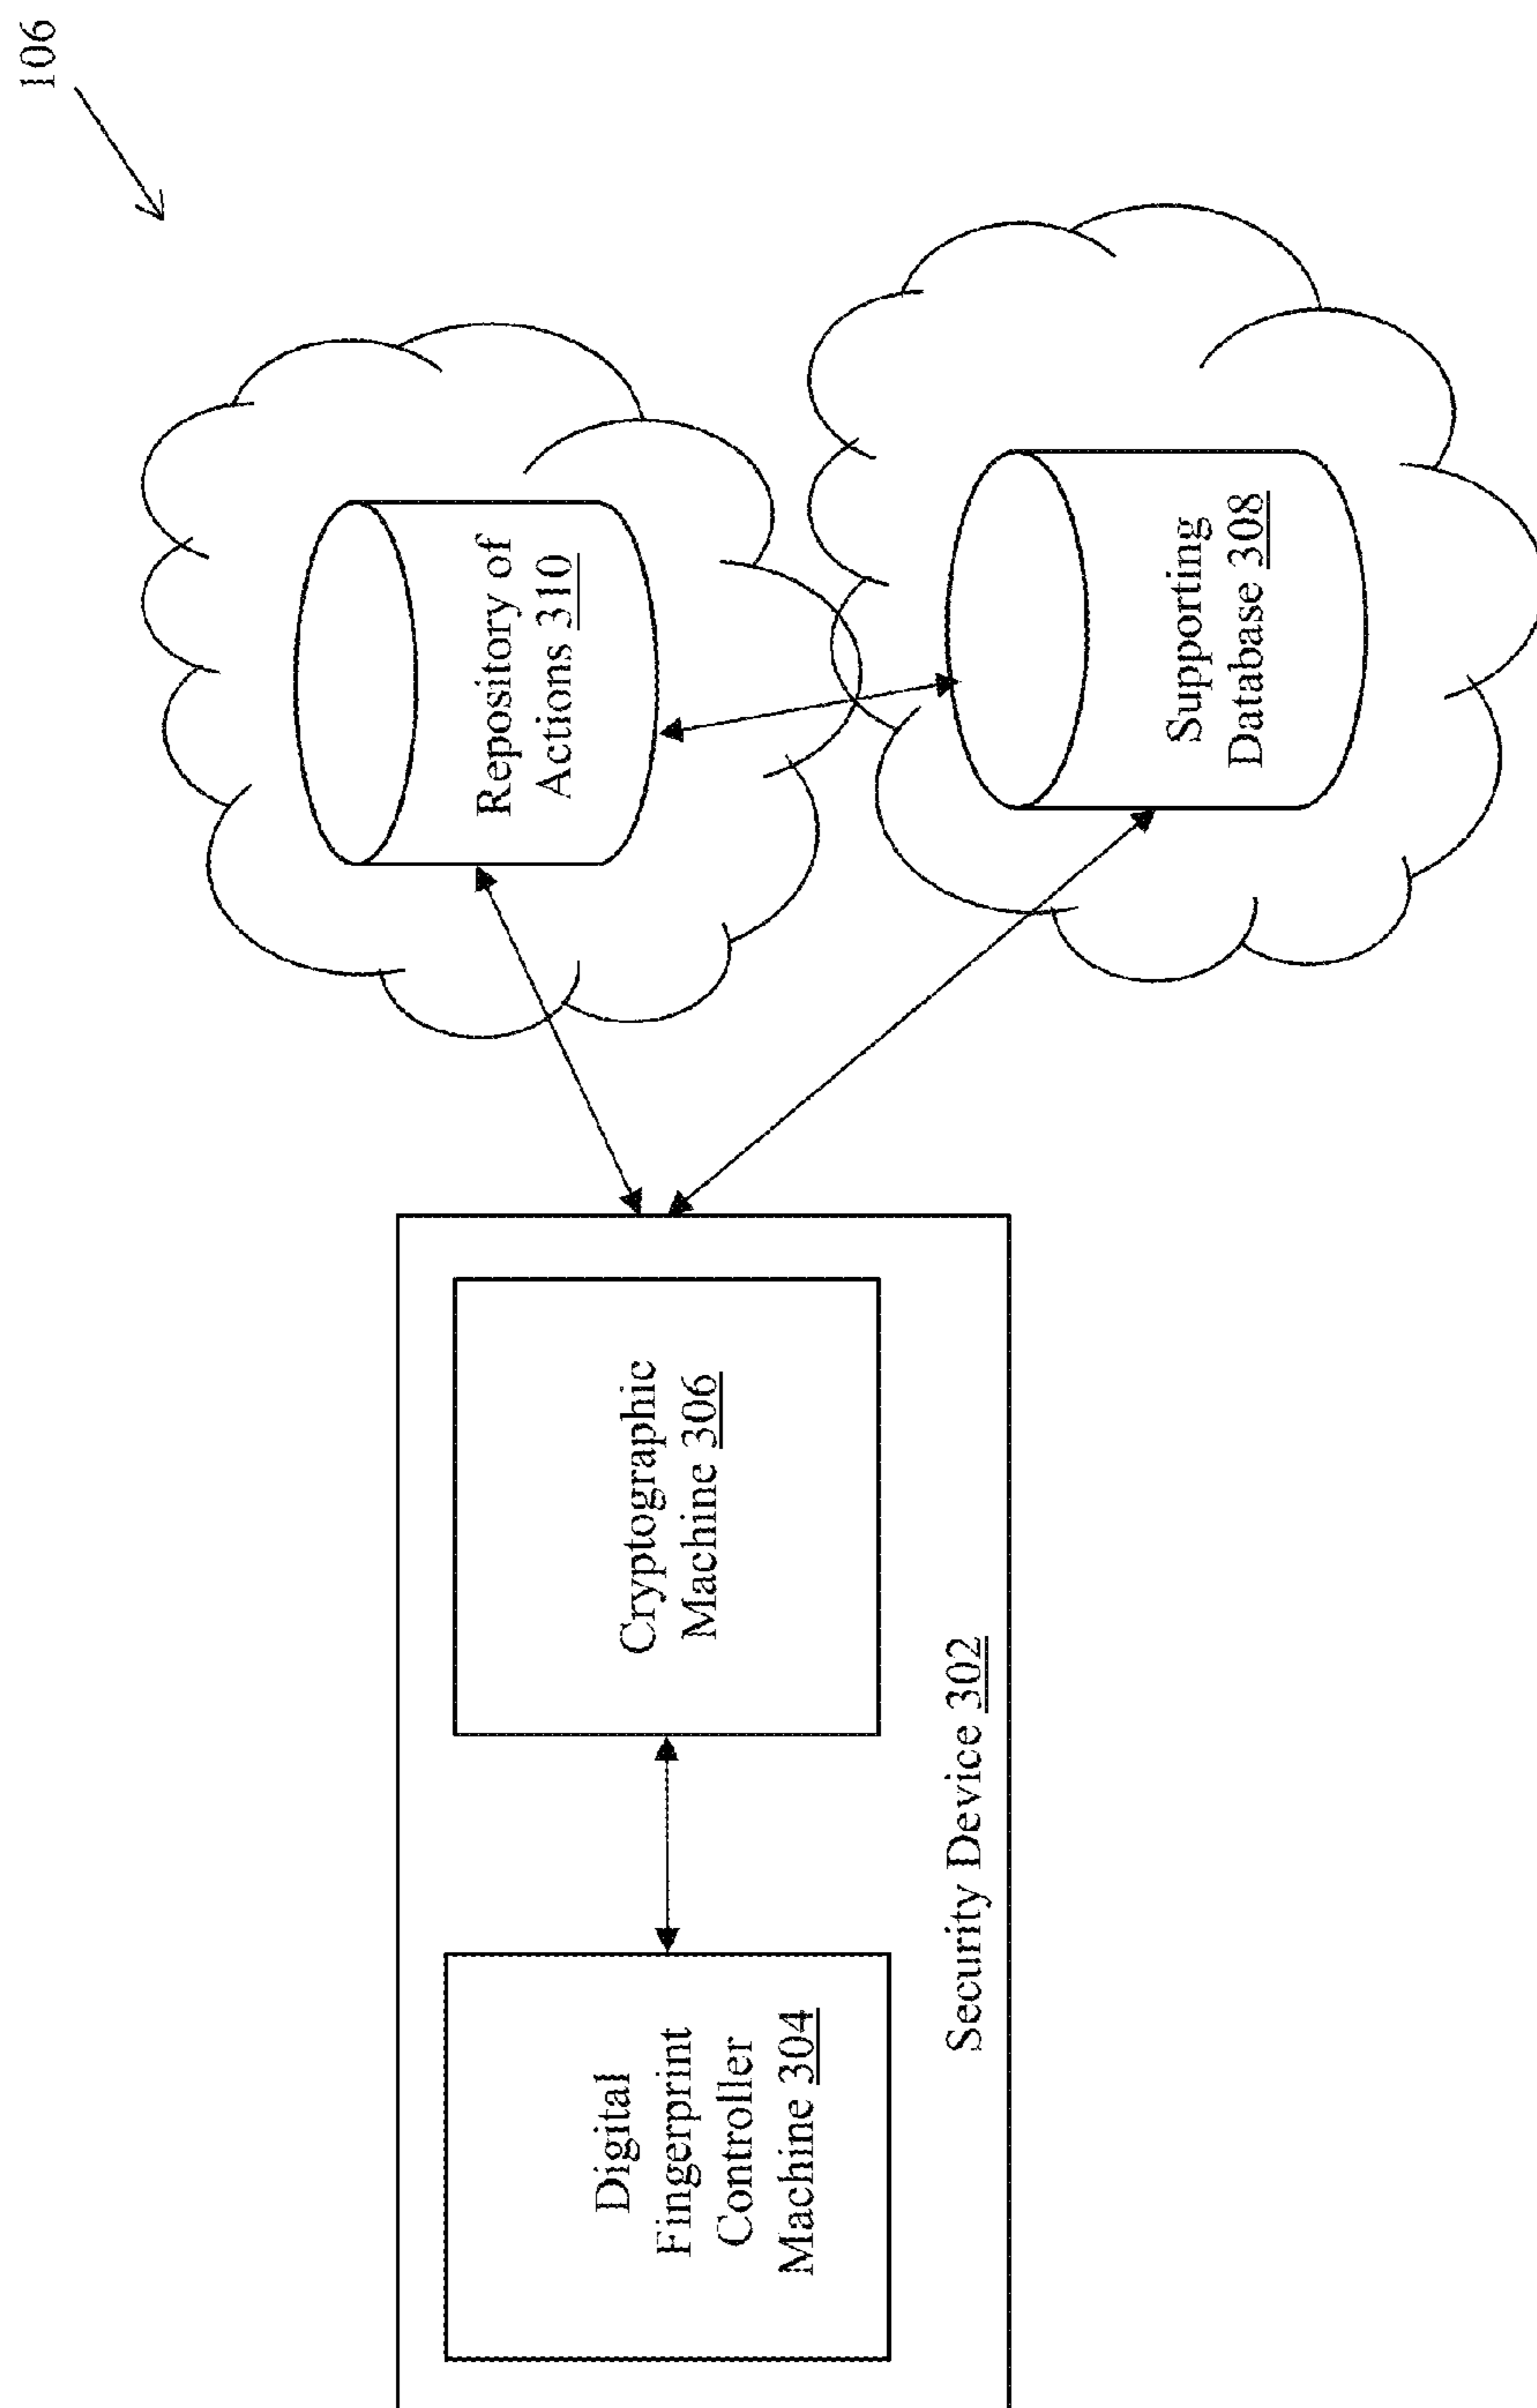 106
Repository of
Actions 310
Supporting
Database 308
Cryptographic
Machine 306
Digital
Fingerprint
Controller
Machine 304
Security Device 302